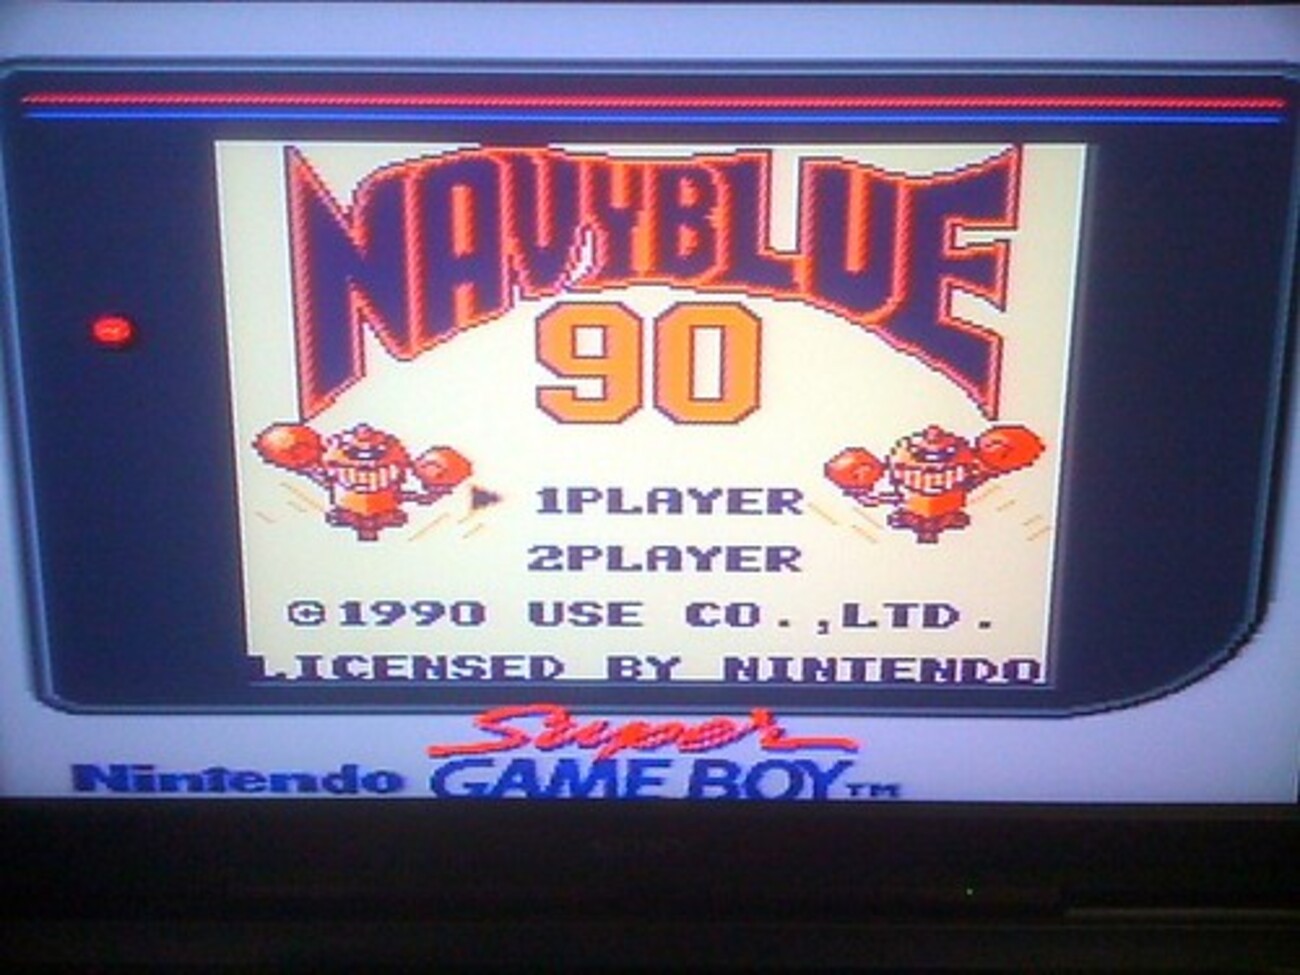 NAVYBLUE
90
1PLAYER
2PLAYER
©1990 USE CO.,LTD.
LICENSED BY NINTENDO
Super
Nintendo GAME BOY™